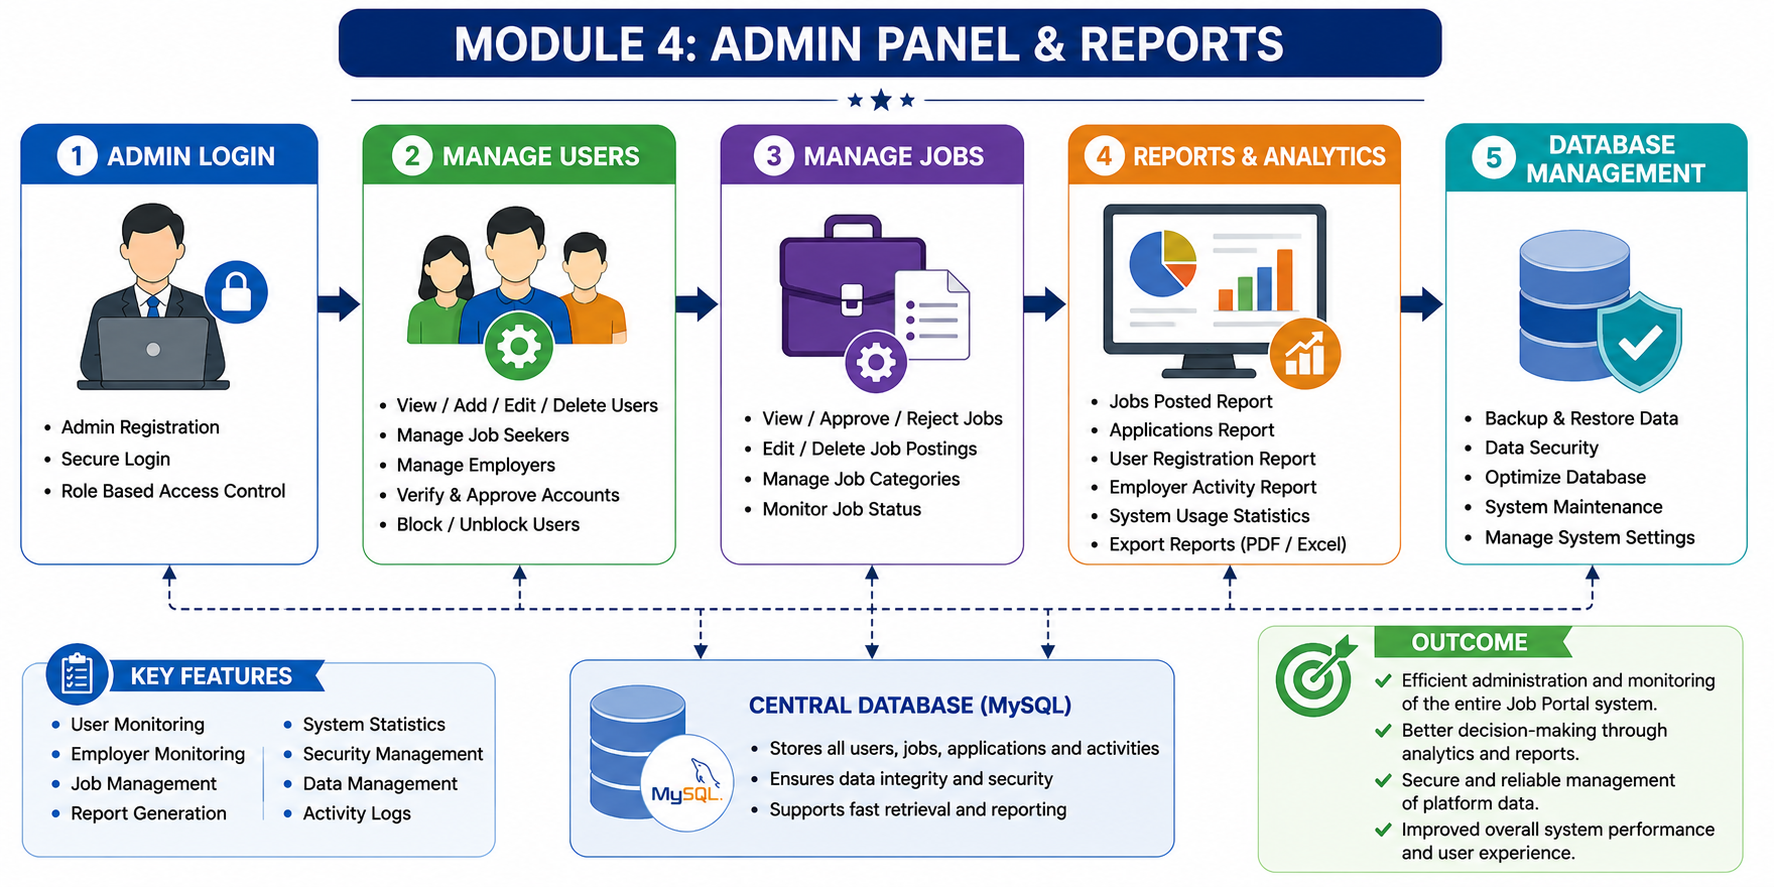 MODULE 4: ADMIN PANEL & REPORTS
1 ADMIN LOGIN
• Admin Registration
• Secure Login
• Role Based Access Control
2 MANAGE USERS
• View / Add / Edit / Delete Users
• Manage Job Seekers
• Manage Employers
• Verify & Approve Accounts
• Block / Unblock Users
3 MANAGE JOBS
• View / Approve / Reject Jobs
• Edit / Delete Job Postings
• Manage Job Categories
• Monitor Job Status
4 REPORTS & ANALYTICS
• Jobs Posted Report
• Applications Report
• User Registration Report
• Employer Activity Report
• System Usage Statistics
• Export Reports (PDF / Excel)
5 DATABASE
MANAGEMENT
• Backup & Restore Data
• Data Security
• Optimize Database
• System Maintenance
• Manage System Settings
KEY FEATURES
• User Monitoring
• Employer Monitoring
• Job Management
• Report Generation
• System Statistics
• Security Management
• Data Management
• Activity Logs
MySQL.
CENTRAL DATABASE (MySQL)
• Stores all users, jobs, applications and activities
• Ensures data integrity and security
• Supports fast retrieval and reporting
OUTCOME
✓ Efficient administration and monitoring
of the entire Job Portal system.
✓ Better decision-making through
analytics and reports.
✓ Secure and reliable management
of platform data.
✓ Improved overall system performance
and user experience.